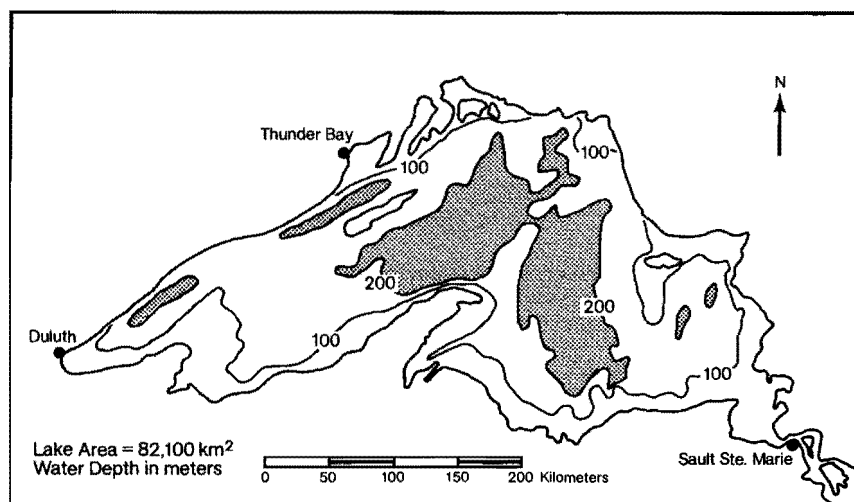 N
Thunder Bay
100
100
200
200
Duluth
100
100
Lake Area = 82,100 km²
Water Depth in meters
0 50 100 150 200 Kilometers
Sault Ste. Marie